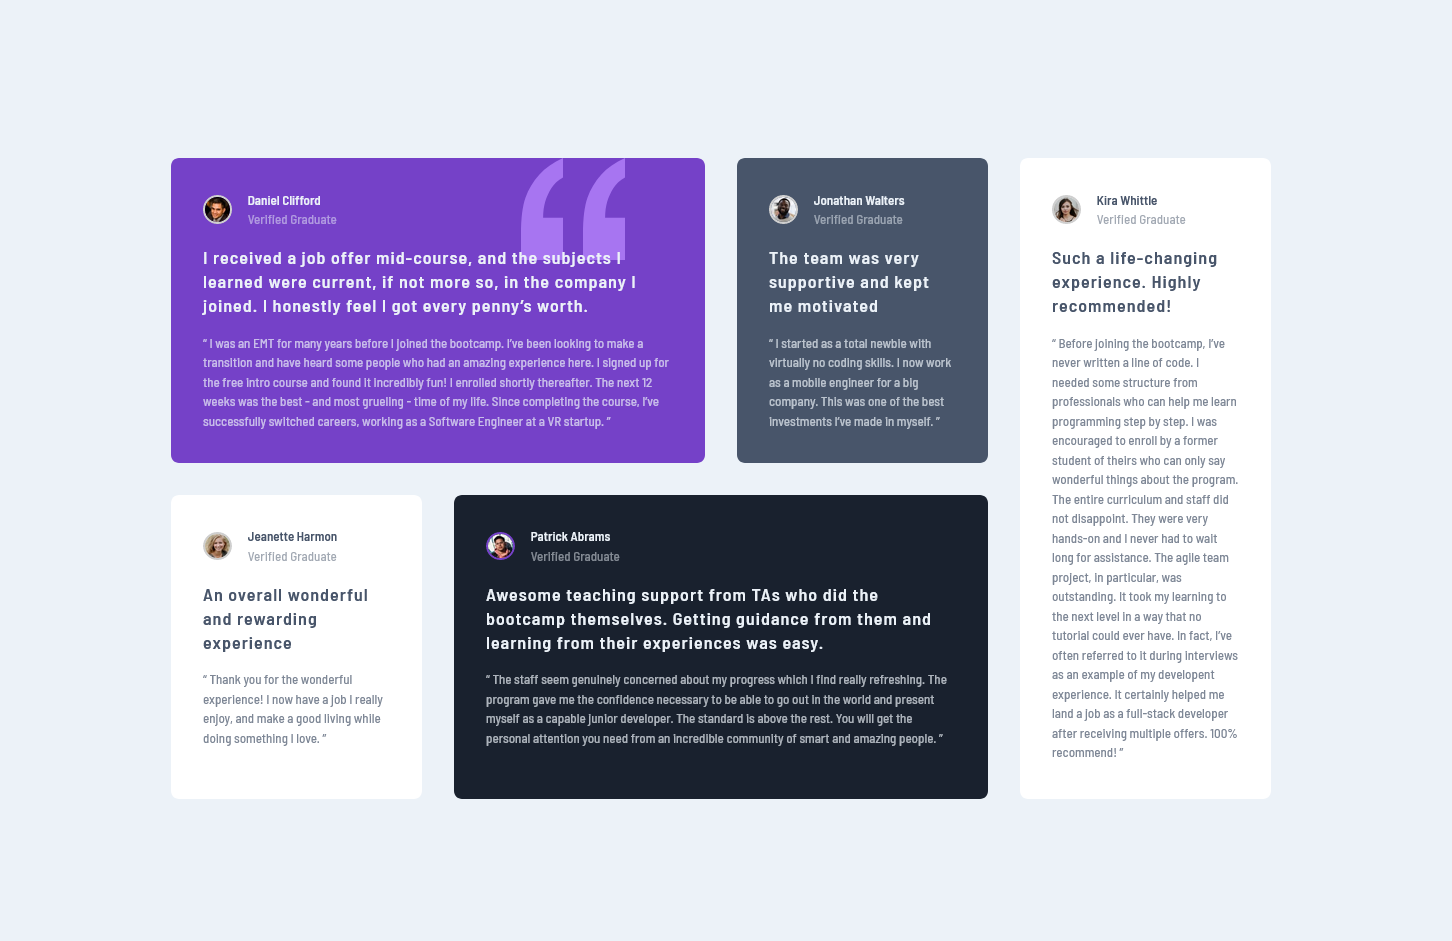 Daniel Clifford
Verified Graduate
I received a job offer mid-course, and the subjects I
learned were current, if not more so, in the company I
joined. I honestly feel I got every penny’s worth.
“ I was an EMT for many years before I joined the bootcamp. I’ve been looking to make a
transition and have heard some people who had an amazing experience here. I signed up for
the free intro course and found it incredibly fun! I enrolled shortly thereafter. The next 12
weeks was the best - and most grueling - time of my life. Since completing the course, I’ve
successfully switched careers, working as a Software Engineer at a VR startup. ”
Jonathan Walters
Verified Graduate
The team was very
supportive and kept
me motivated
“ I started as a total newbie with
virtually no coding skills. I now work
as a mobile engineer for a big
company. This was one of the best
investments I’ve made in myself. ”
Kira Whittle
Verified Graduate
Such a life-changing
experience. Highly
recommended!
“ Before joining the bootcamp, I’ve
never written a line of code. I
needed some structure from
professionals who can help me learn
programming step by step. I was
encouraged to enroll by a former
student of theirs who can only say
wonderful things about the program.
The entire curriculum and staff did
not disappoint. They were very
hands-on and I never had to wait
long for assistance. The agile team
project, in particular, was
outstanding. It took my learning to
the next level in a way that no
tutorial could ever have. In fact, I’ve
often referred to it during interviews
as an example of my developent
experience. It certainly helped me
land a job as a full-stack developer
after receiving multiple offers. 100%
recommend! ”
Jeanette Harmon
Verified Graduate
An overall wonderful
and rewarding
experience
“ Thank you for the wonderful
experience! I now have a job I really
enjoy, and make a good living while
doing something I love. ”
Patrick Abrams
Verified Graduate
Awesome teaching support from TAs who did the
bootcamp themselves. Getting guidance from them and
learning from their experiences was easy.
“ The staff seem genuinely concerned about my progress which I find really refreshing. The
program gave me the confidence necessary to be able to go out in the world and present
myself as a capable junior developer. The standard is above the rest. You will get the
personal attention you need from an incredible community of smart and amazing people. ”